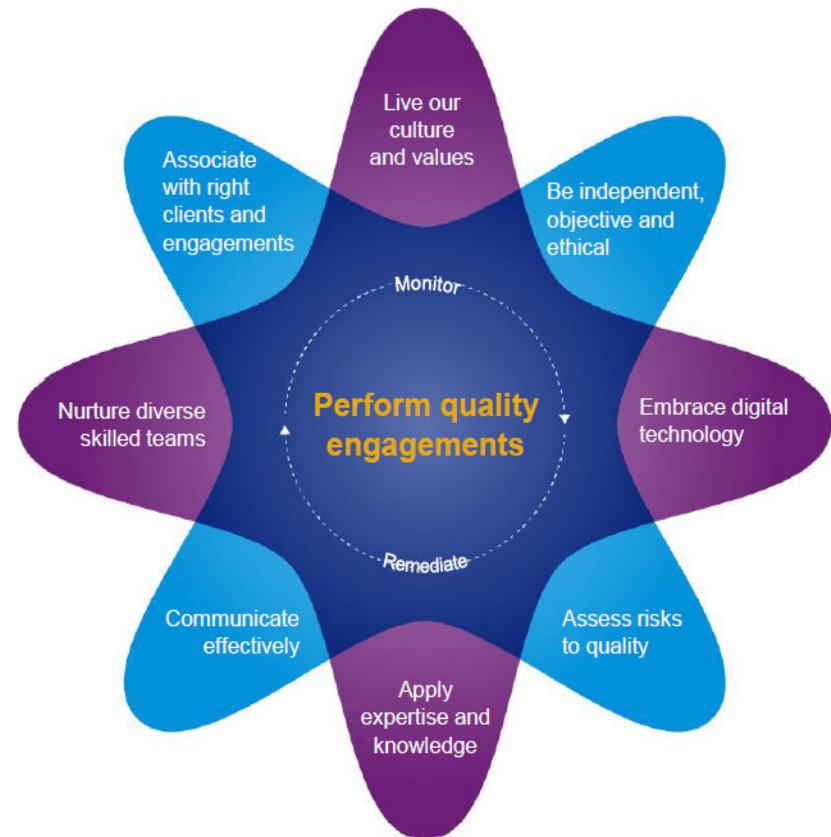 Live our
culture
and values
Be independent,
objective and
ethical
Embrace digital
technology
Assess risks
to quality
Apply
expertise and
knowledge
Communicate
effectively
Nurture diverse
skilled teams
Associate
with right
clients and
engagements
Monitor
Perform quality
engagements
Remediate